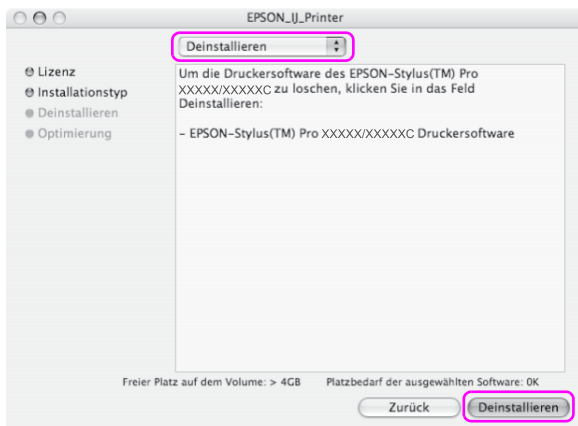 EPSON_IJ_Printer
Deinstallieren
Lizenz
Installationstyp
Deinstallieren
Optimierung
Um die Druckersoftware des EPSON-Stylus(TM) Pro
XXXXX/XXXXXC zu loschen, klicken Sie in das Feld
Deinstallieren:
- EPSON-Stylus(TM) Pro XXXXX/XXXXXC Druckersoftware
Freier Platz auf dem Volume: > 4GB Platzbedarf der ausgewählten Software: 0K
Zurück Deinstallieren